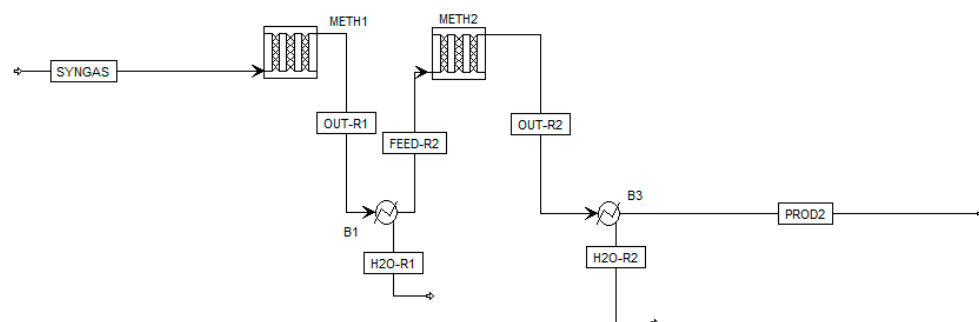 METH1
METH2
SYNGAS
OUT-R1
FEED-R2
OUT-R2
B1
B3
PROD2
H2O-R1
H2O-R2